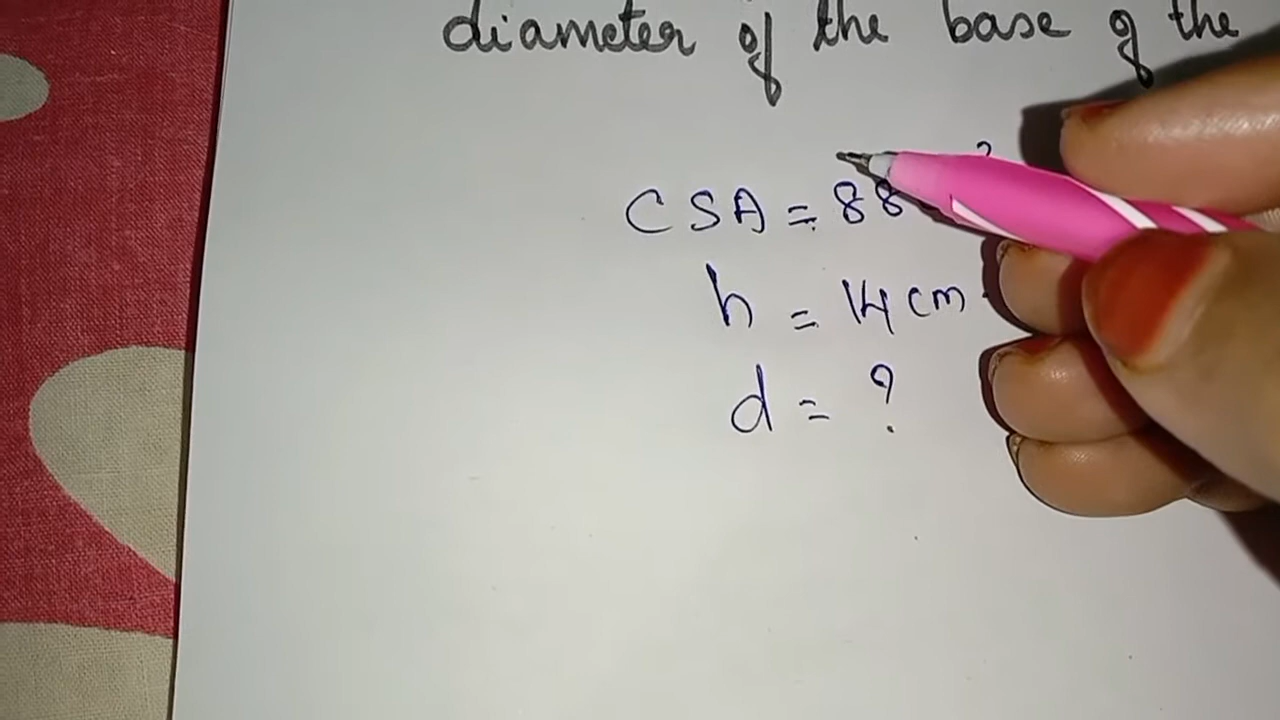 diameter of the base of the
CSA = 88
h = 14 cm
d = ?